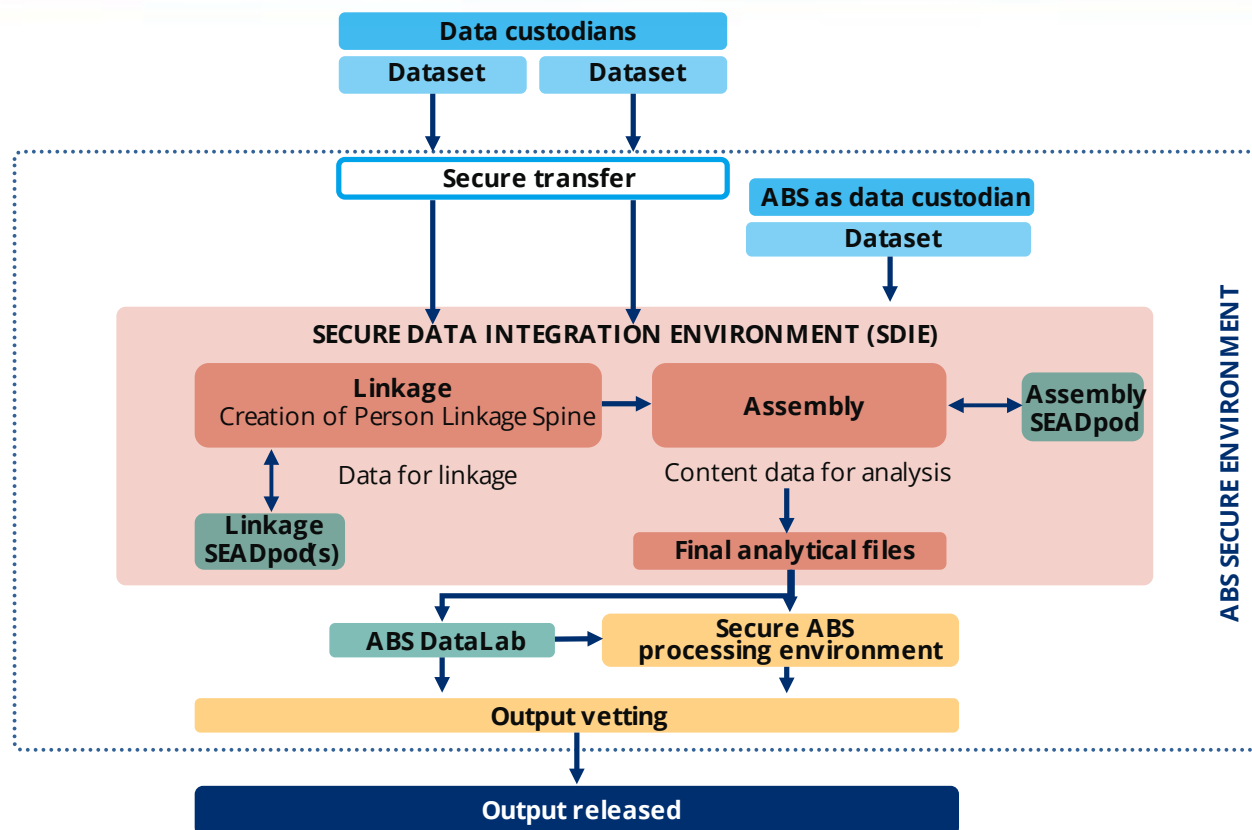 Data custodians
Dataset
Dataset
Secure transfer
ABS as data custodian
Dataset
SECURE DATA INTEGRATION ENVIRONMENT (SDIE)
Linkage
Creation of Person Linkage Spine
Assembly
Assembly
SEADpod
Data for linkage
Content data for analysis
Linkage
SEADpod(s)
Final analytical files
ABS DataLab
Secure ABS
processing environment
Output vetting
Output released
ABS SECURE ENVIRONMENT